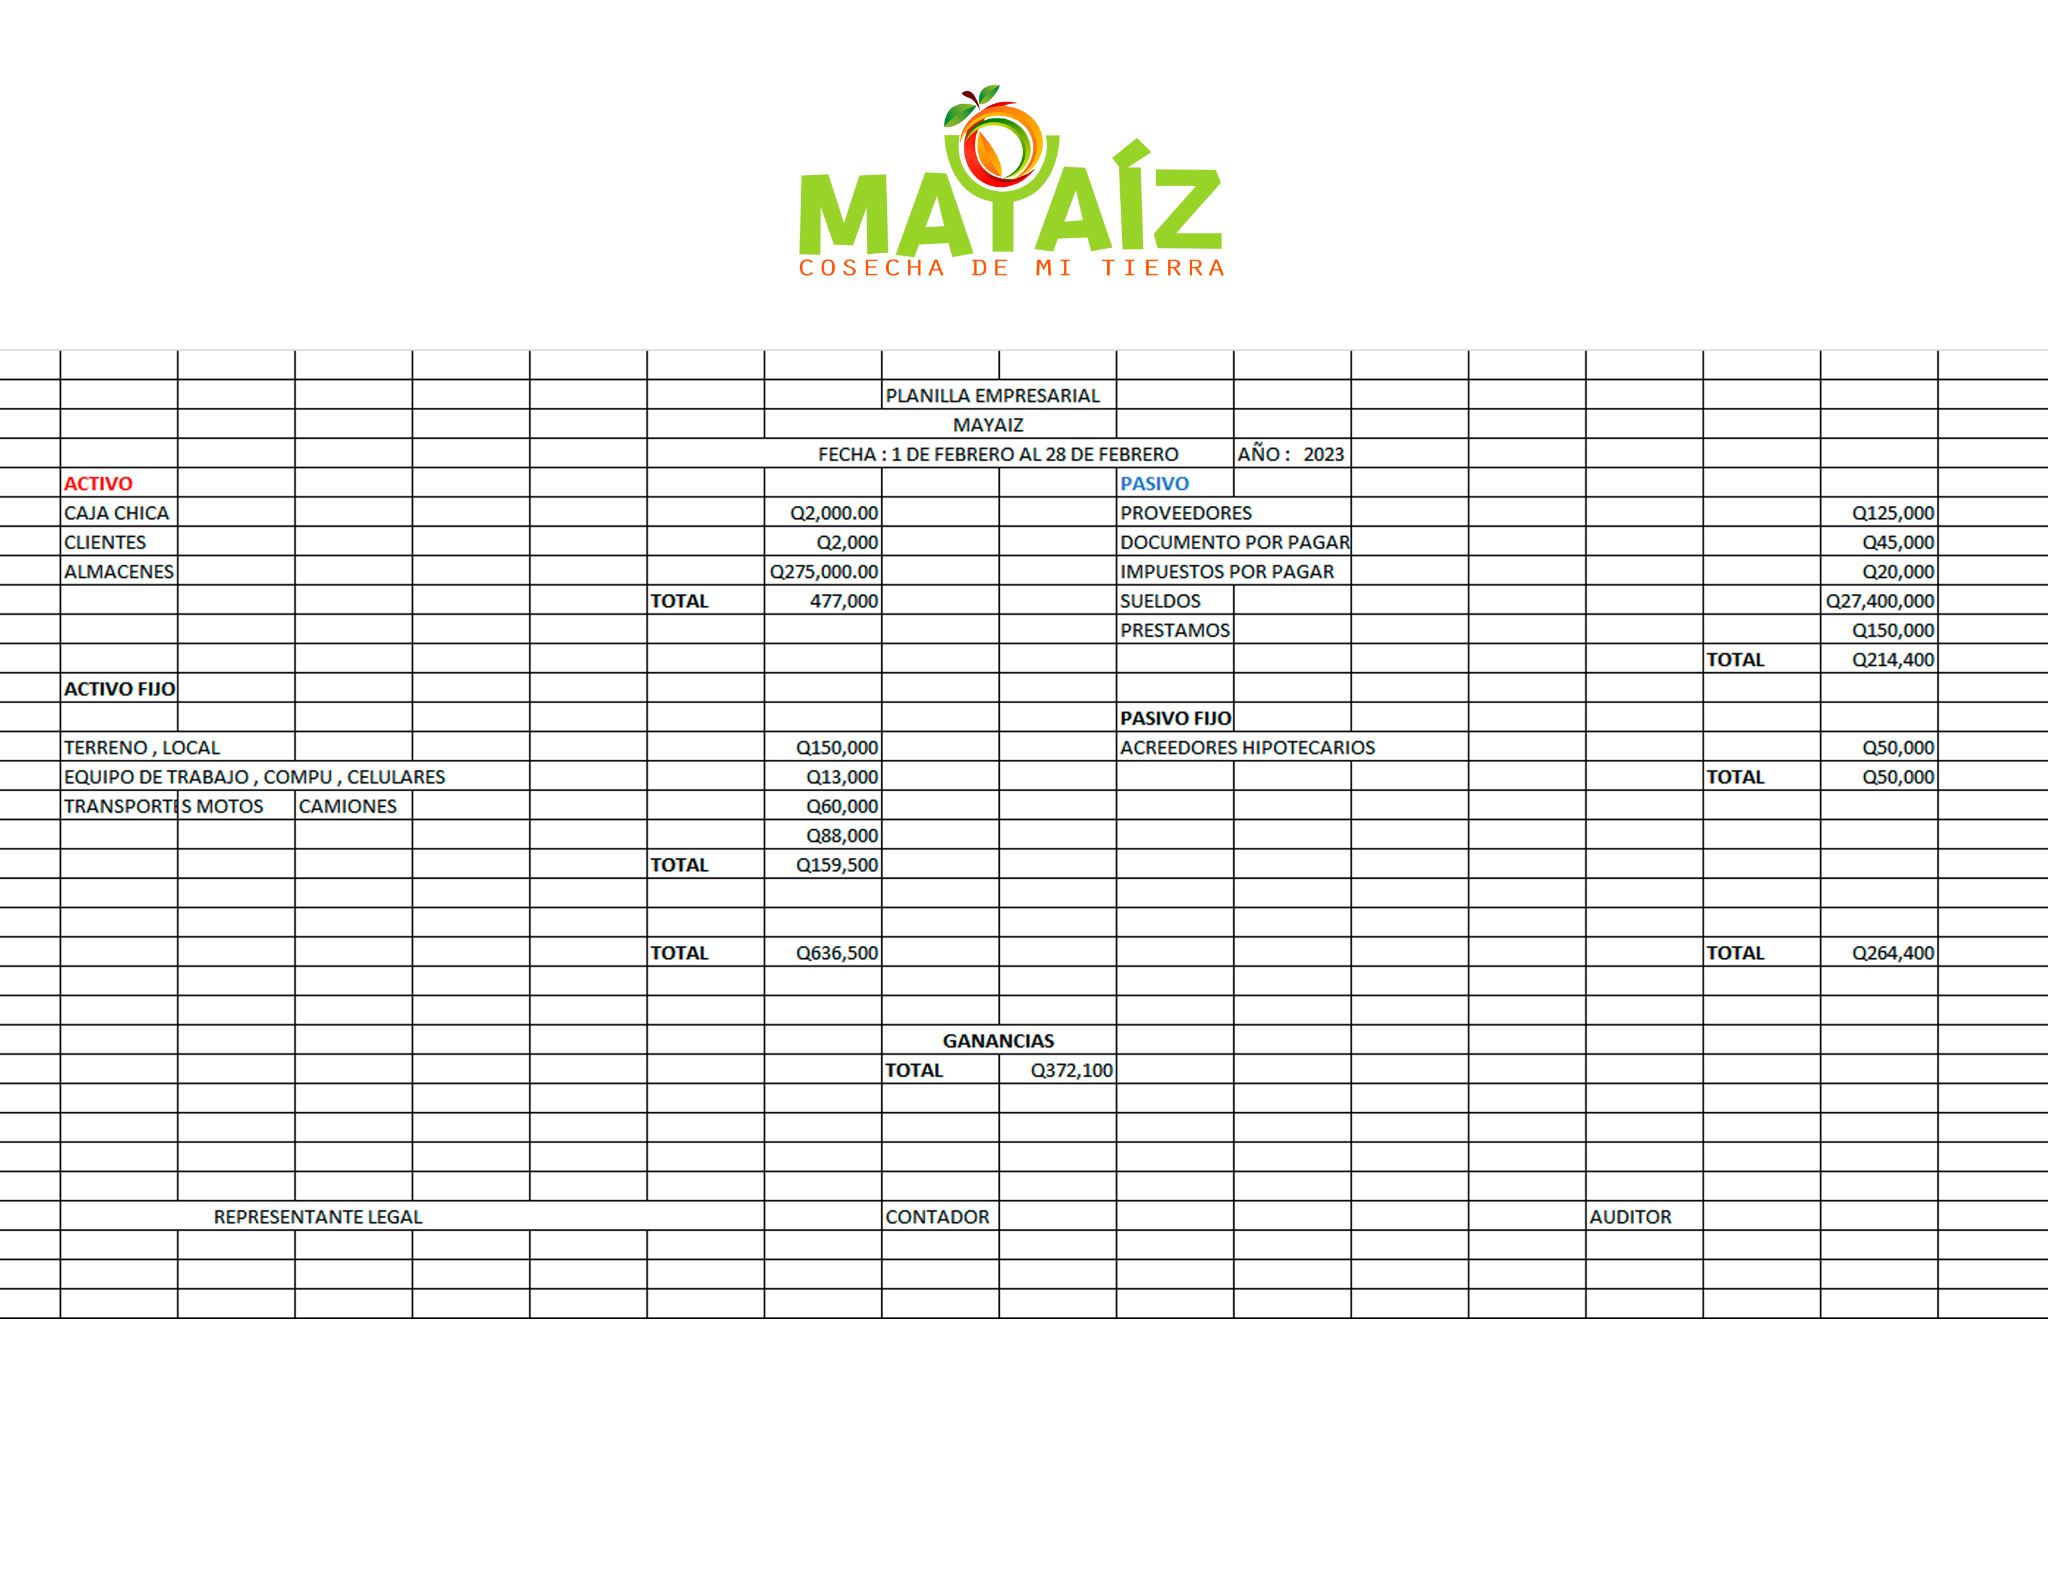 MAYAÍZ
COSECHA DE MI TIERRA
PLANILLA EMPRESARIAL
MAYAIZ
FECHA : 1 DE FEBRERO AL 28 DE FEBRERO AÑO : 2023
ACTIVO PASIVO
CAJA CHICA Q2,000.00 PROVEEDORES Q125,000
CLIENTES Q2,000 DOCUMENTO POR PAGAR Q45,000
ALMACENES Q275,000.00 IMPUESTOS POR PAGAR Q20,000
TOTAL 477,000 SUELDOS Q27,400,000
PRESTAMOS Q150,000
TOTAL Q214,400
ACTIVO FIJO
PASIVO FIJO
TERRENO , LOCAL Q150,000 ACREEDORES HIPOTECARIOS Q50,000
EQUIPO DE TRABAJO , COMPU , CELULARES Q13,000 TOTAL Q50,000
TRANSPORTES MOTOS CAMIONES Q60,000
Q88,000
TOTAL Q159,500
TOTAL Q636,500 TOTAL Q264,400
GANANCIAS
TOTAL Q372,100
REPRESENTANTE LEGAL CONTADOR AUDITOR